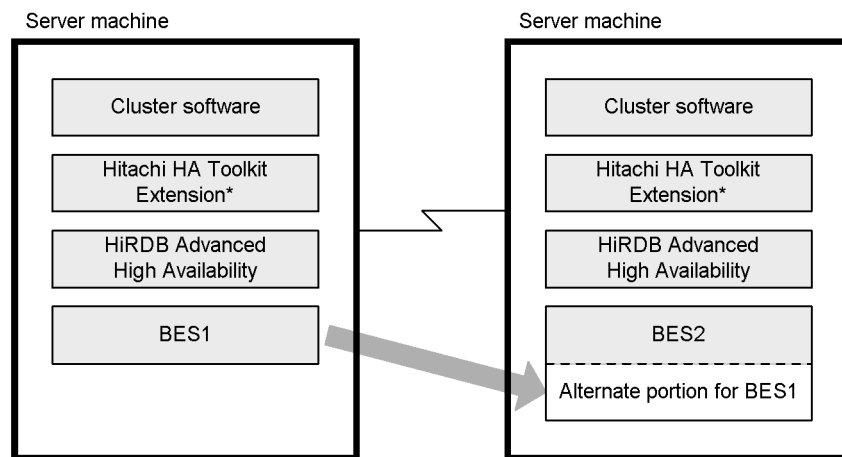 Server machine
Cluster software
Hitachi HA Toolkit
Extension*
HiRDB Advanced
High Availability
BES1
Server machine
Cluster software
Hitachi HA Toolkit
Extension*
HiRDB Advanced
High Availability
BES2
Alternate portion for BES1